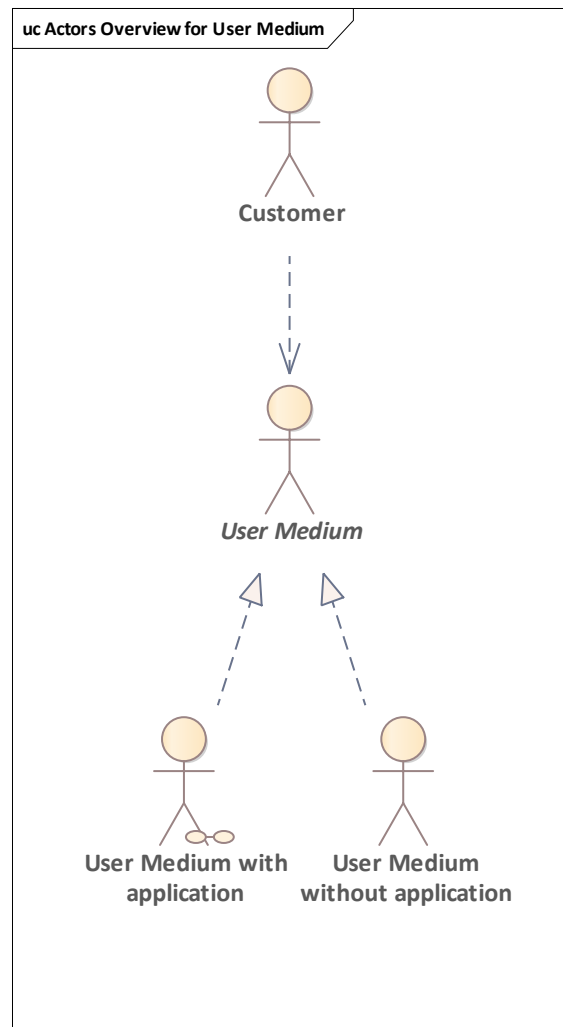 uc Actors Overview for User Medium
Customer
User Medium
User Medium with
application
User Medium
without application